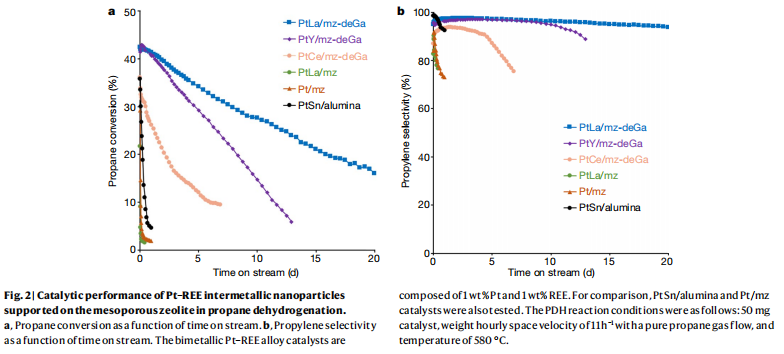 a
50
40
30
20
10
0
Propane conversion (%)
0
5
10
15
20
Time on stream (d)
PtLa/mz-deGa
PtY/mz-deGa
PtCe/mz-deGa
PtLa/mz
Pt/mz
PtSn/alumina
b
100
80
60
40
20
0
Propylene selectivity (%)
0
5
10
15
20
Time on stream (d)
PtLa/mz-deGa
PtY/mz-deGa
PtCe/mz-deGa
PtLa/mz
Pt/mz
PtSn/alumina
Fig. 2 | Catalytic performance of Pt–REE intermetallic nanoparticles
supported on the mesoporous zeolite in propane dehydrogenation.
a, Propane conversion as a function of time on stream. b, Propylene selectivity
as a function of time on stream. The bimetallic Pt–REE alloy catalysts are
composed of 1 wt% Pt and 1 wt% REE. For comparison, PtSn/alumina and Pt/mz
catalysts were also tested. The PDH reaction conditions were as follows: 50 mg
catalyst, weight hourly space velocity of 11 h⁻¹ with a pure propane gas flow, and
temperature of 580 °C.